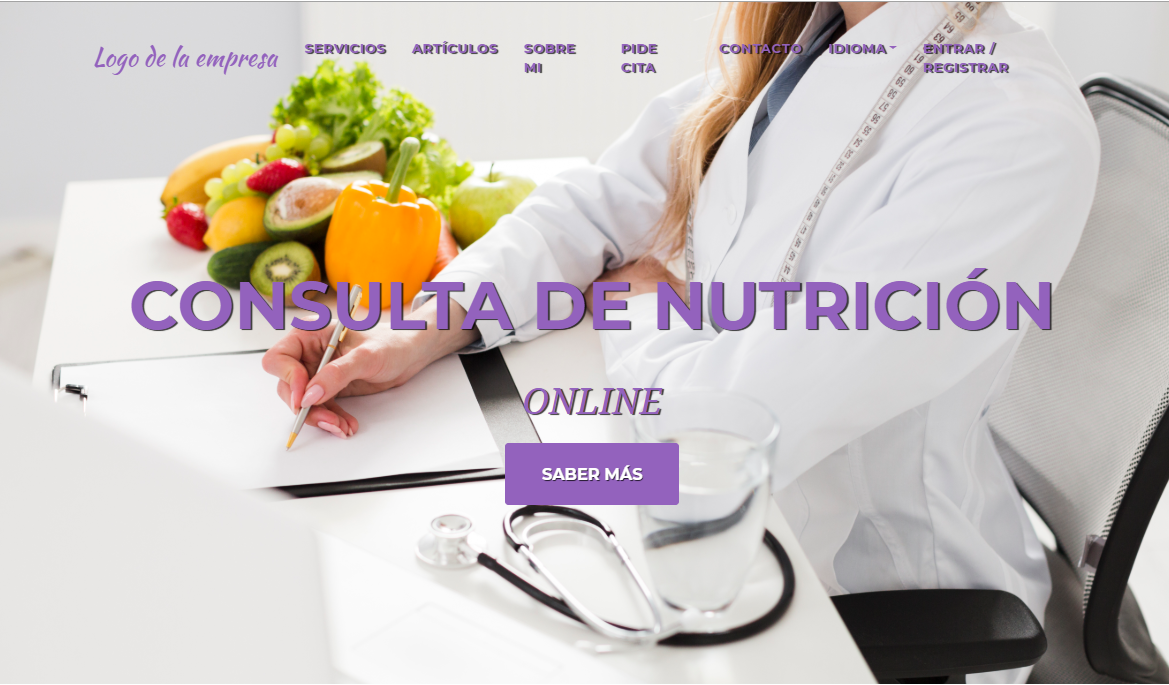 Logo de la empresa
SERVICIOS
ARTÍCULOS
SOBRE
MI
PIDE
CITA
CONTACTO
IDIOMA
ENTRAR /
REGISTRAR
CONSULTA DE NUTRICIÓN
ONLINE
SABER MÁS